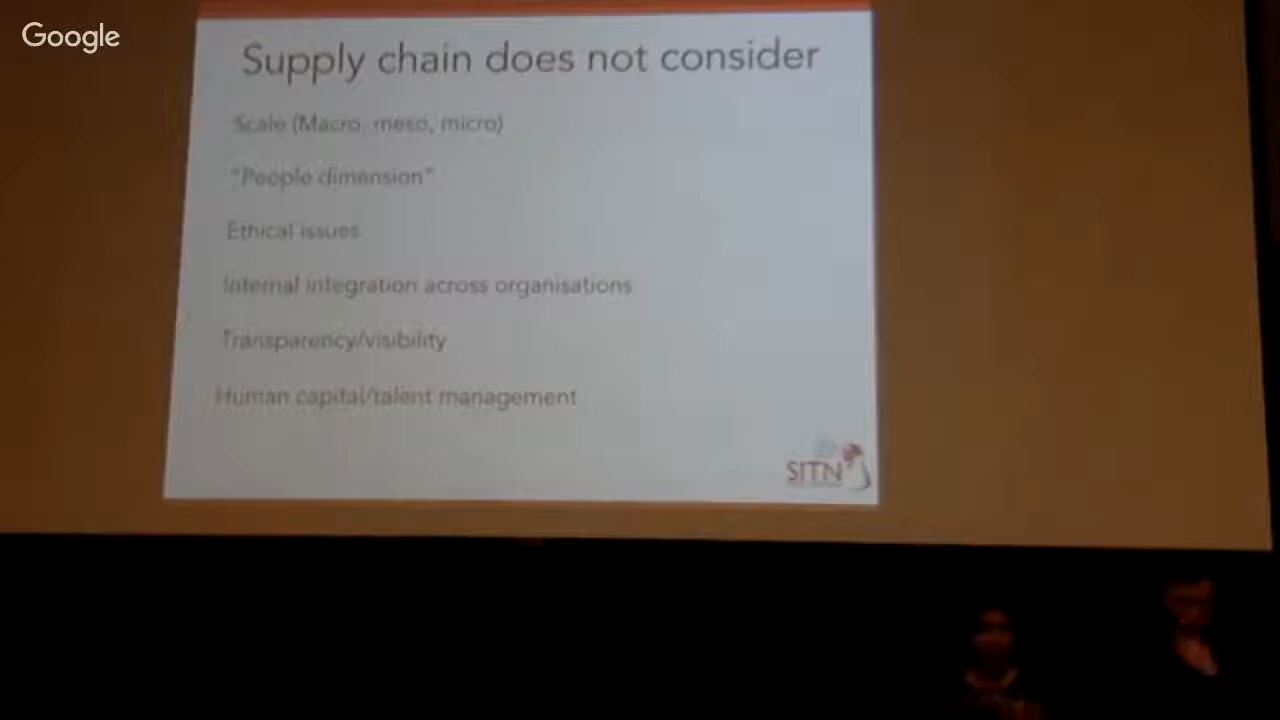 Google
Supply chain does not consider
Scale (Macro, meso, micro)
"People dimension"
Ethical issues
Internal integration across organisations
Transparency/visibility
Human capital/talent management
SITN